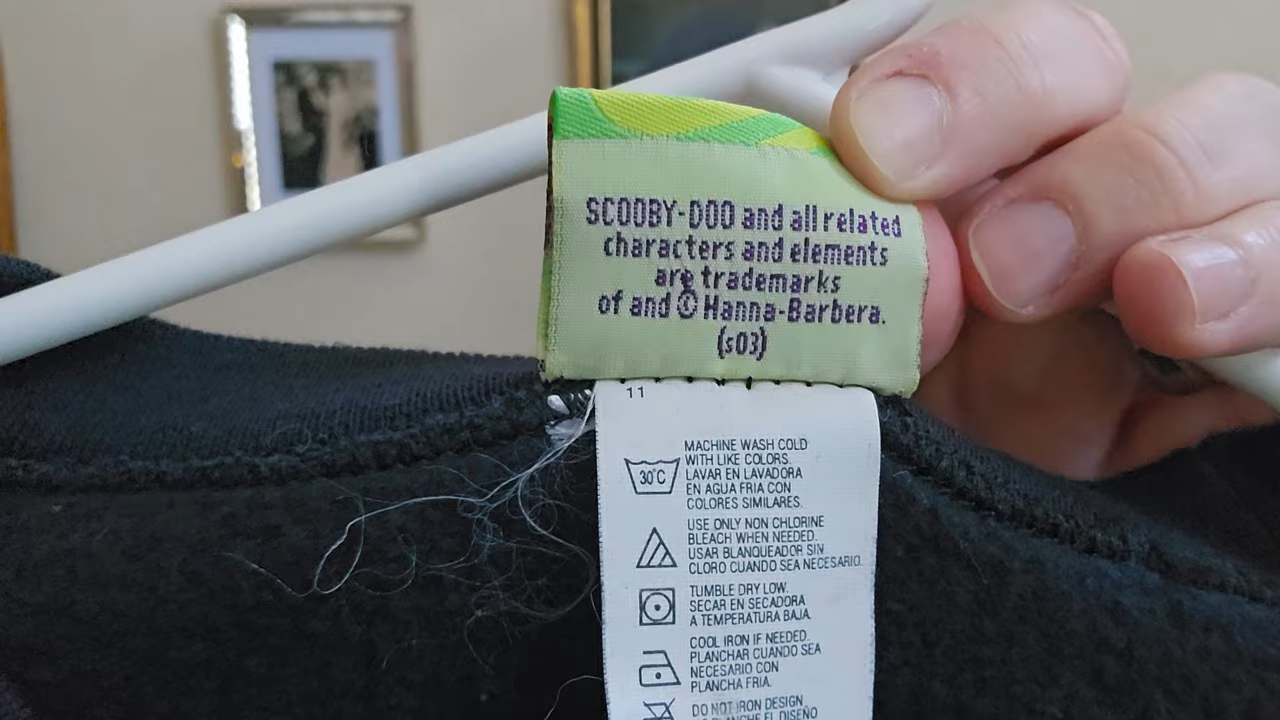 SCOOBY-DOO and all related
characters and elements
are trademarks
of and © Hanna-Barbera.
(s03)
11
30°C
MACHINE WASH COLD
WITH LIKE COLORS.
LAVAR EN LAVADORA
EN AGUA FRIA CON
COLORES SIMILARES.
USE ONLY NON CHLORINE
BLEACH WHEN NEEDED.
USAR BLANQUEADOR SIN
CLORO CUANDO SEA NECESARIO.
TUMBLE DRY LOW.
SECAR EN SECADORA
A TEMPERATURA BAJA.
COOL IRON IF NEEDED.
PLANCHAR CUANDO SEA
NECESARIO CON
PLANCHA FRIA.
DO NOT IRON DESIGN.
PLANCHE EL DISEÑO